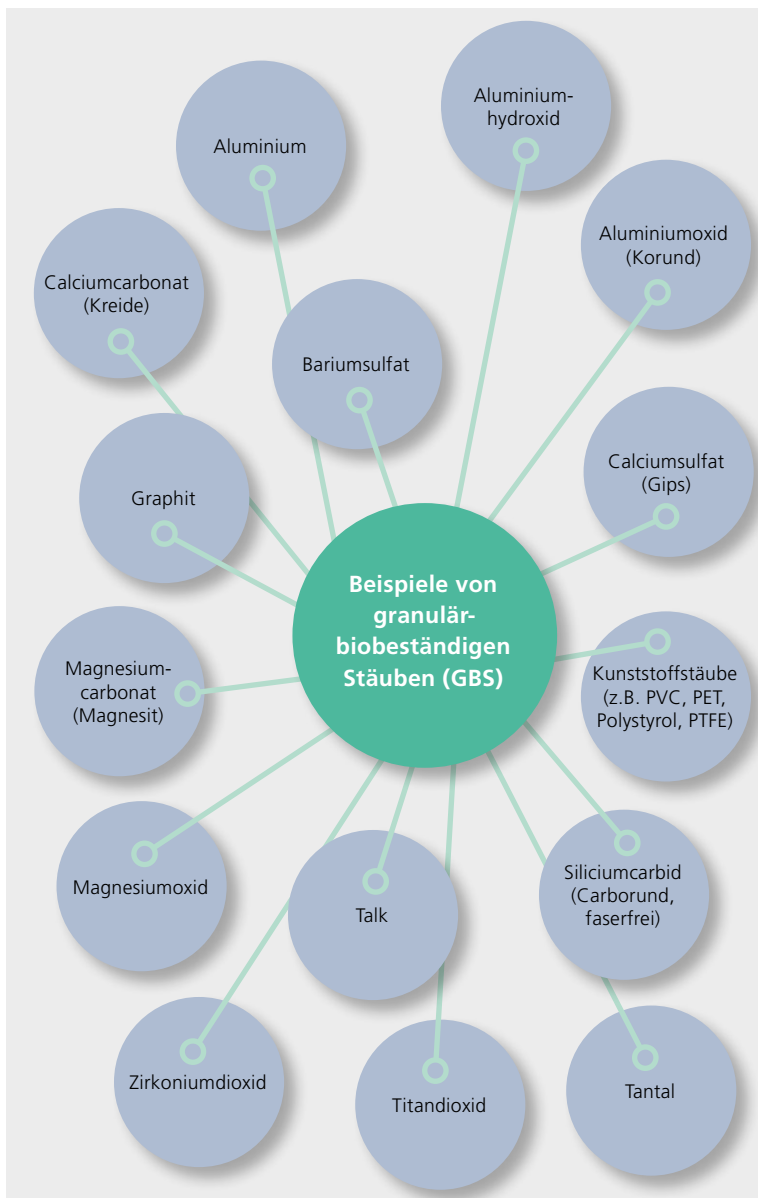 Aluminium
Aluminium-
hydroxid
Aluminiumoxid
(Korund)
Calciumcarbonat
(Kreide)
Bariumsulfat
Calciumsulfat
(Gips)
Graphit
Beispiele von
granulär-
biobeständigen
Stäuben (GBS)
Magnesium-
carbonat
(Magnesit)
Kunststoffstäube
(z.B. PVC, PET,
Polystyrol, PTFE)
Magnesiumoxid
Talk
Siliciumcarbid
(Carborund,
faserfrei)
Zirkoniumdioxid
Titandioxid
Tantal